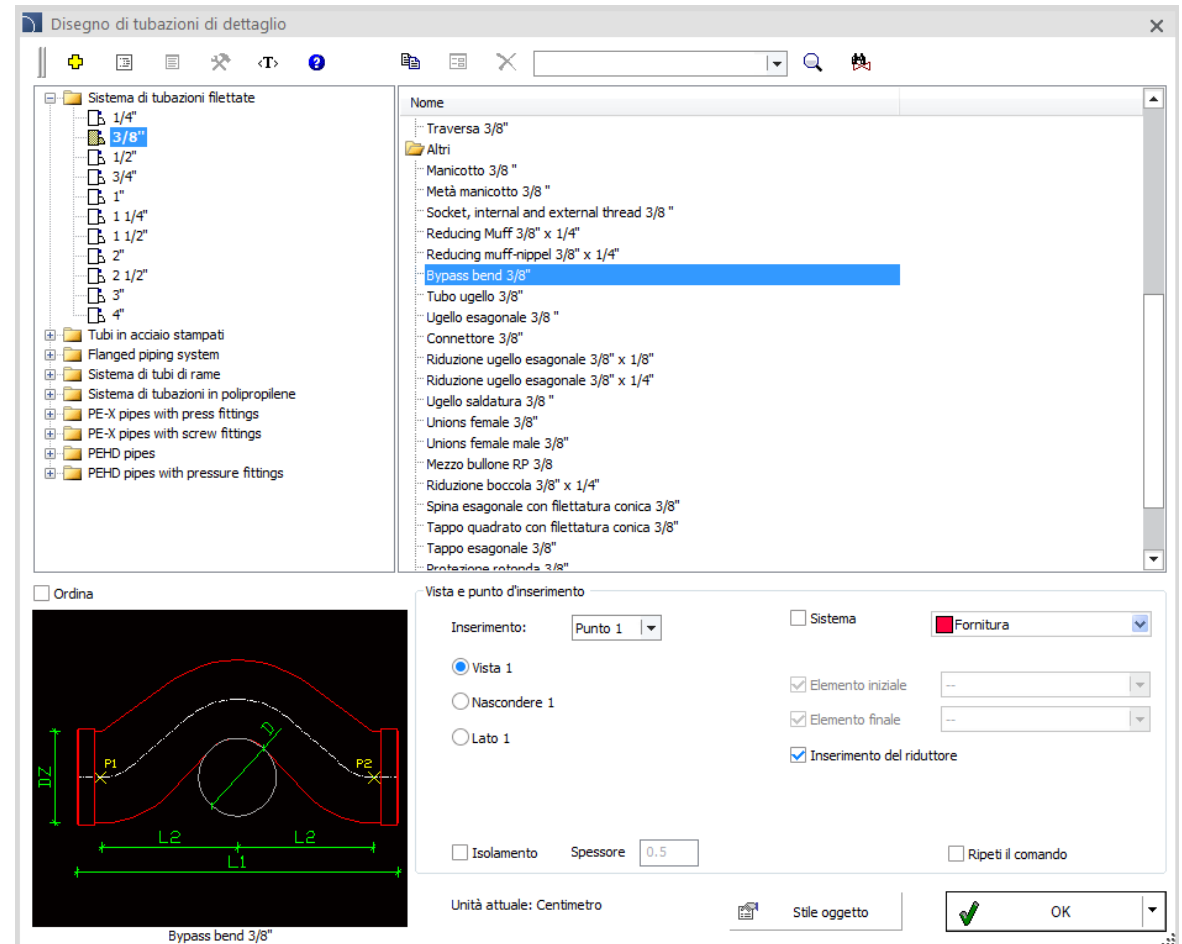 Disegno di tubazioni di dettaglio
<T>
Sistema di tubazioni filettate
1/4"
3/8"
1/2"
3/4"
1"
1 1/4"
1 1/2"
2"
2 1/2"
3"
4"
Tubi in acciaio stampati
Flanged piping system
Sistema di tubi di rame
Sistema di tubazioni in polipropilene
PE-X pipes with press fittings
PE-X pipes with screw fittings
PEHD pipes
PEHD pipes with pressure fittings
Nome
Traversa 3/8"
Altri
Manicotto 3/8 "
Metà manicotto 3/8 "
Socket, internal and external thread 3/8 "
Reducing Muff 3/8" x 1/4"
Reducing muff-nippel 3/8" x 1/4"
Bypass bend 3/8"
Tubo ugello 3/8"
Ugello esagonale 3/8 "
Connettore 3/8"
Riduzione ugello esagonale 3/8" x 1/8"
Riduzione ugello esagonale 3/8" x 1/4"
Ugello saldatura 3/8 "
Unions female 3/8"
Unions female male 3/8"
Mezzo bullone RP 3/8
Riduzione boccola 3/8" x 1/4"
Spina esagonale con filettatura conica 3/8"
Tappo quadrato con filettatura conica 3/8"
Tappo esagonale 3/8"
Protezione rotonda 3/8"
Ordina
DZ
P1
D
P2
L2
L2
L1
Bypass bend 3/8"
Vista e punto d'inserimento
Inserimento:
Punto 1
Vista 1
Nascondere 1
Lato 1
Sistema
Fornitura
Elemento iniziale
--
Elemento finale
--
Inserimento del riduttore
Isolamento
Spessore
0.5
Ripeti il comando
Unità attuale: Centimetro
Stile oggetto
OK